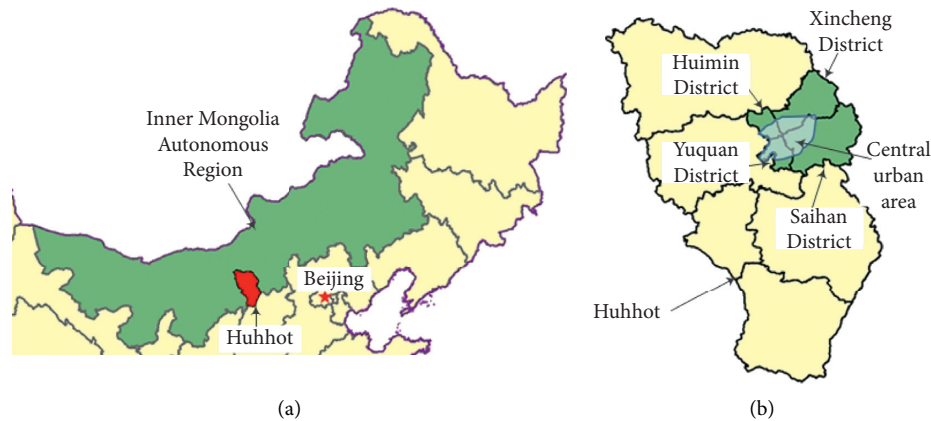 Inner Mongolia
Autonomous
Region
Beijing
Huhhot
(a)
Xincheng
District
Huimin
District
Yuquan
District
Central
urban
area
Saihan
District
Huhhot
(b)